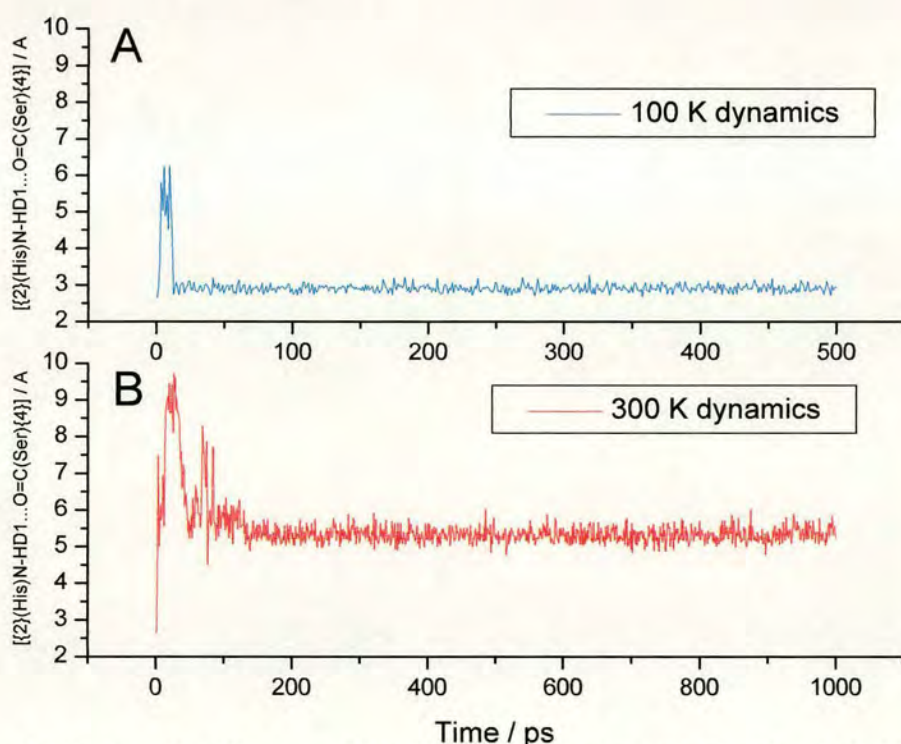 A
100 K dynamics
[{2}(His)N-HD1...O=C(Ser){4}] / A
10
9
8
7
6
5
4
3
2
0 100 200 300 400 500
B
300 K dynamics
[{2}(His)N-HD1...O=C(Ser){4}] / A
10
9
8
7
6
5
4
3
2
0 200 400 600 800 1000
Time / ps